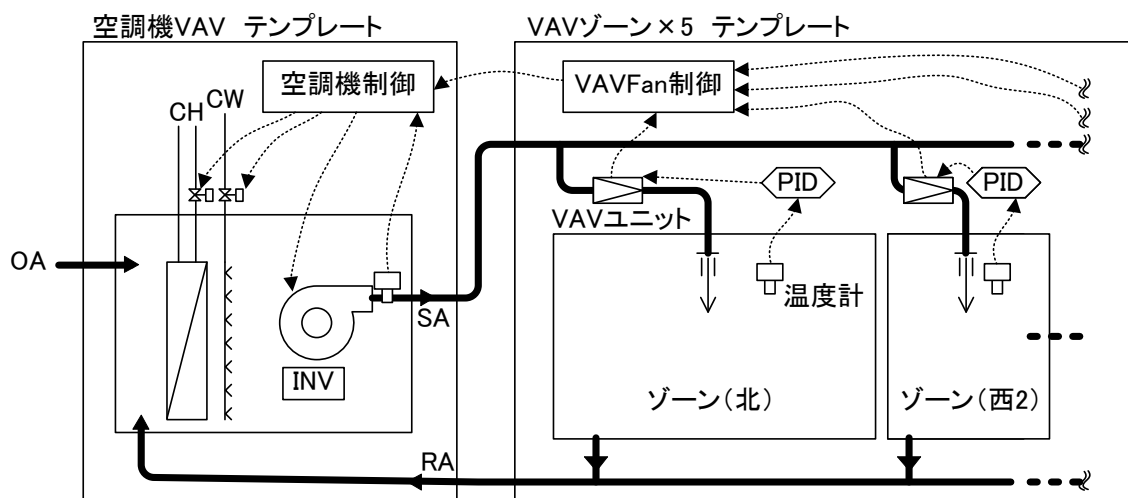 空調機VAV テンプレート
VAVゾーン×5 テンプレート
空調機制御
VAVFan制御
CH
CW
PID
PID
VAVユニット
OA
SA
温度計
INV
ゾーン(北)
ゾーン(西2)
RA